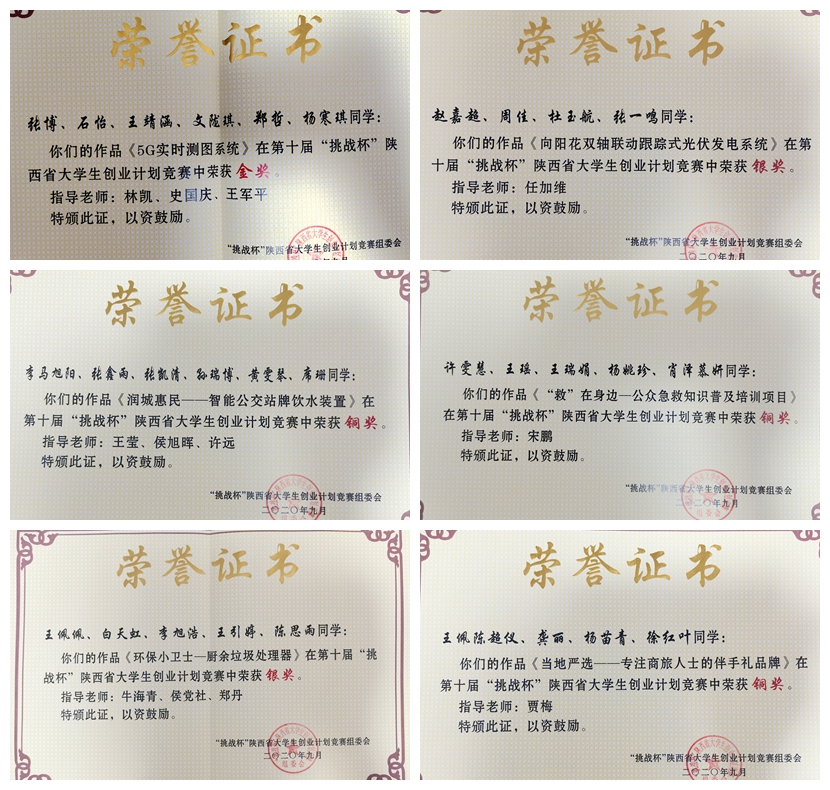 荣誉证书
张博、石怡、王靖涵、文陇琪、郑哲、杨寒琪同学：
你们的作品《5G实时测图系统》在第十届“挑战杯”陕
西省大学生创业计划竞赛中荣获金奖。
指导老师：林凯、史国庆、王军平
特颁此证，以资鼓励。
“挑战杯”陕西省大学生创业计划竞赛组委会
荣誉证书
赵嘉超、周佳、杜玉航、张一鸣同学：
你们的作品《向阳花双轴联动跟踪式光伏发电系统》在第
十届“挑战杯”陕西省大学生创业计划竞赛中荣获银奖。
指导老师：任加维
特颁此证，以资鼓励。
“挑战杯”陕西省大学生创业计划竞赛组委会
二〇二〇年九月
荣誉证书
李马旭阳、张鑫雨、张凯清、孙瑞博、黄雯琴、席珊同学：
你们的作品《润城惠民——智能公交站牌饮水装置》在
第十届“挑战杯”陕西省大学生创业计划竞赛中荣获铜奖。
指导老师：王莹、侯旭晖、许远
特颁此证，以资鼓励。
“挑战杯”陕西省大学生创业计划竞赛组委会
二〇二〇年九月
荣誉证书
许雯慧、王瑶、王瑞娟、杨姚珍、肖泽慕妍同学：
你们的作品《“救”在身边—公众急救知识普及培训项目》
在第十届“挑战杯”陕西省大学生创业计划竞赛中荣获铜奖。
指导老师：宋鹏
特颁此证，以资鼓励。
“挑战杯”陕西省大学生创业计划竞赛组委会
二〇二〇年九月
荣誉证书
王佩佩、白天虹、李旭浩、王引婷、陈思雨同学：
你们的作品《环保小卫士—厨余垃圾处理器》在第十届“挑
战杯”陕西省大学生创业计划竞赛中荣获银奖。
指导老师：牛海青、侯党社、郑丹
特颁此证，以资鼓励。
“挑战杯”陕西省大学生创业计划竞赛组委会
二〇二〇年九月
荣誉证书
王佩陈超仪、龚丽、杨苗青、徐红叶同学：
你们的作品《当地严选——专注商旅人士的伴手礼品牌》在
第十届“挑战杯”陕西省大学生创业计划竞赛中荣获铜奖。
指导老师：贾梅
特颁此证，以资鼓励。
“挑战杯”陕西省大学生创业计划竞赛组委会
二〇二〇年九月